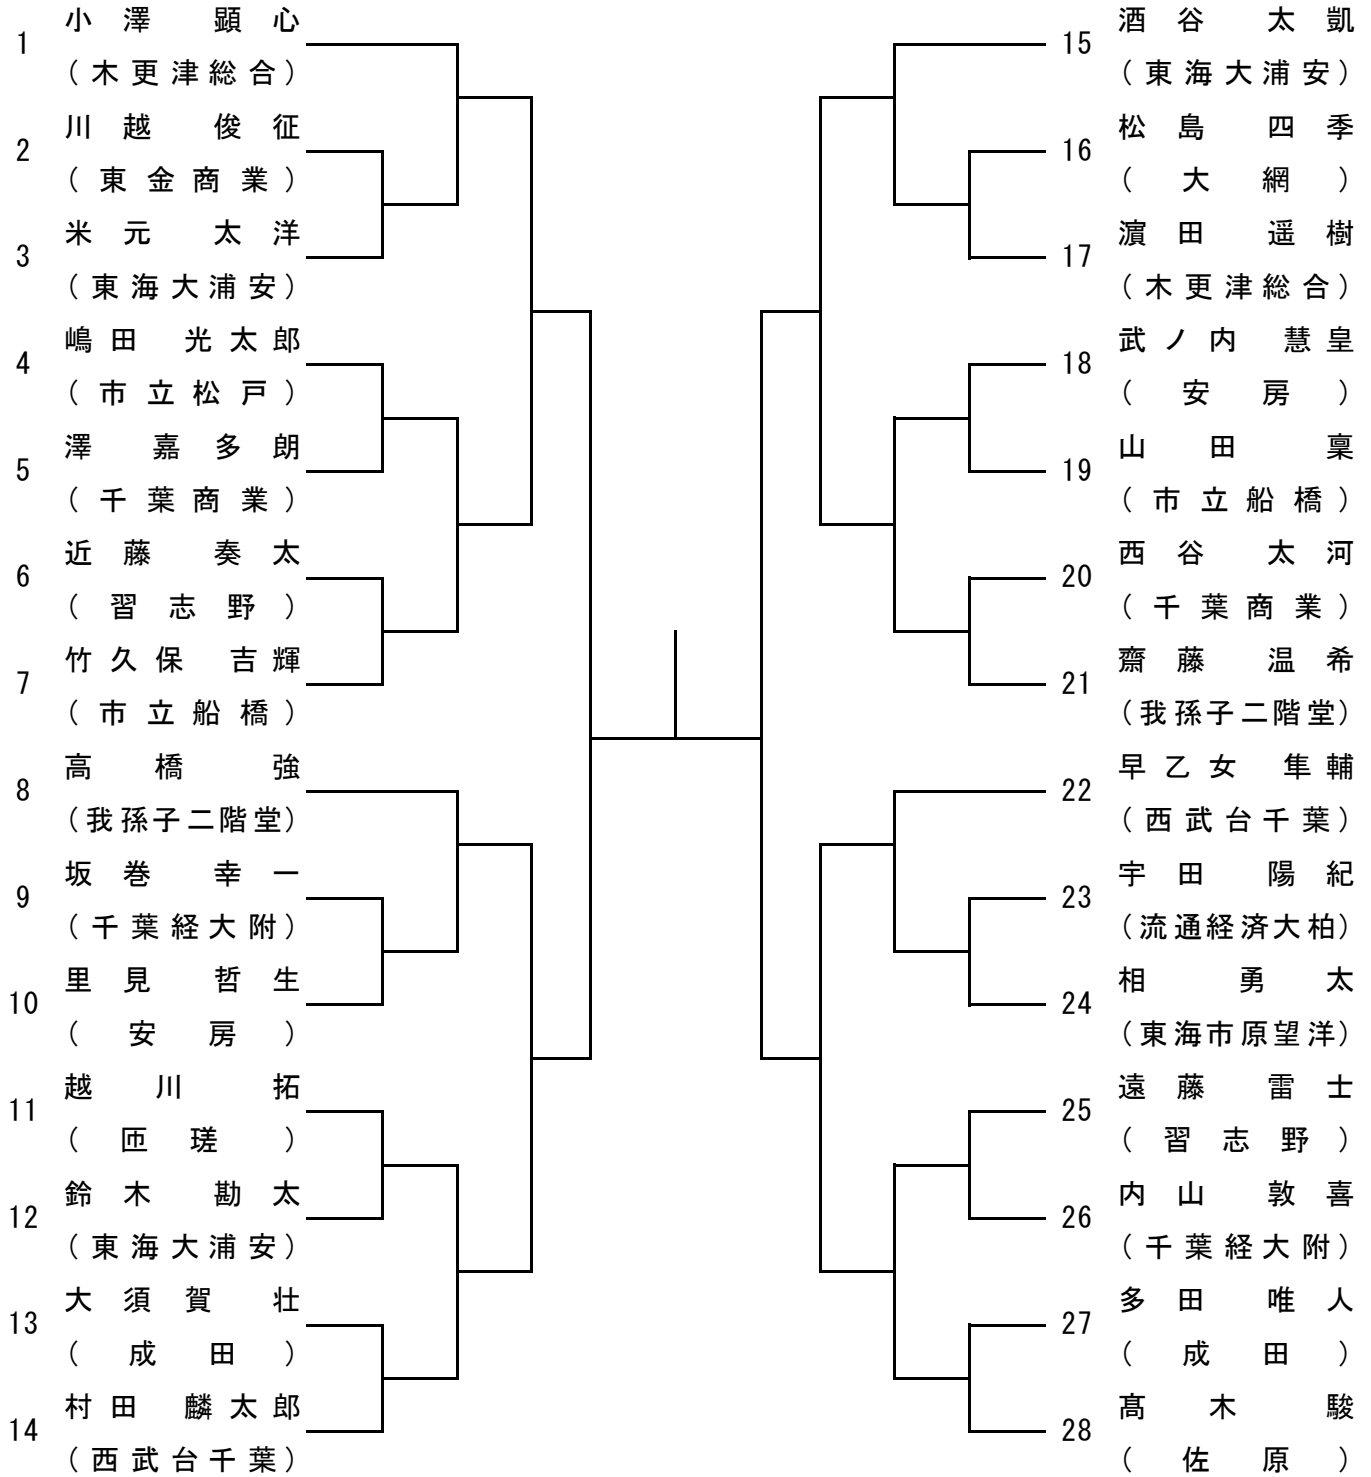 1
小澤 顕心
(木更津総合)
2
川越 俊征
(東金商業)
3
米元 太洋
(東海大浦安)
4
嶋田 光太郎
(市立松戸)
5
澤 嘉多朗
(千葉商業)
6
近藤 奏太
(習志野)
7
竹久保 吉輝
(市立船橋)
8
高橋 強
(我孫子二階堂)
9
坂巻 幸一
(千葉経大附)
10
里見 哲生
(安房)
11
越川 拓
(匝瑳)
12
鈴木 勘太
(東海大浦安)
13
大須賀 壮
(成田)
14
村田 麟太郎
(西武台千葉)
15
酒谷 太凱
(東海大浦安)
16
松島 四季
(大網)
17
濵田 遥樹
(木更津総合)
18
武ノ内 慧皇
(安房)
19
山田 稟
(市立船橋)
20
西谷 太河
(千葉商業)
21
齋藤 温希
(我孫子二階堂)
22
早乙女 隼輔
(西武台千葉)
23
宇田 陽紀
(流通経済大柏)
24
相 勇太
(東海市原望洋)
25
遠藤 雷士
(習志野)
26
内山 敦喜
(千葉経大附)
27
多田 唯人
(成田)
28
髙木 駿
(佐原)